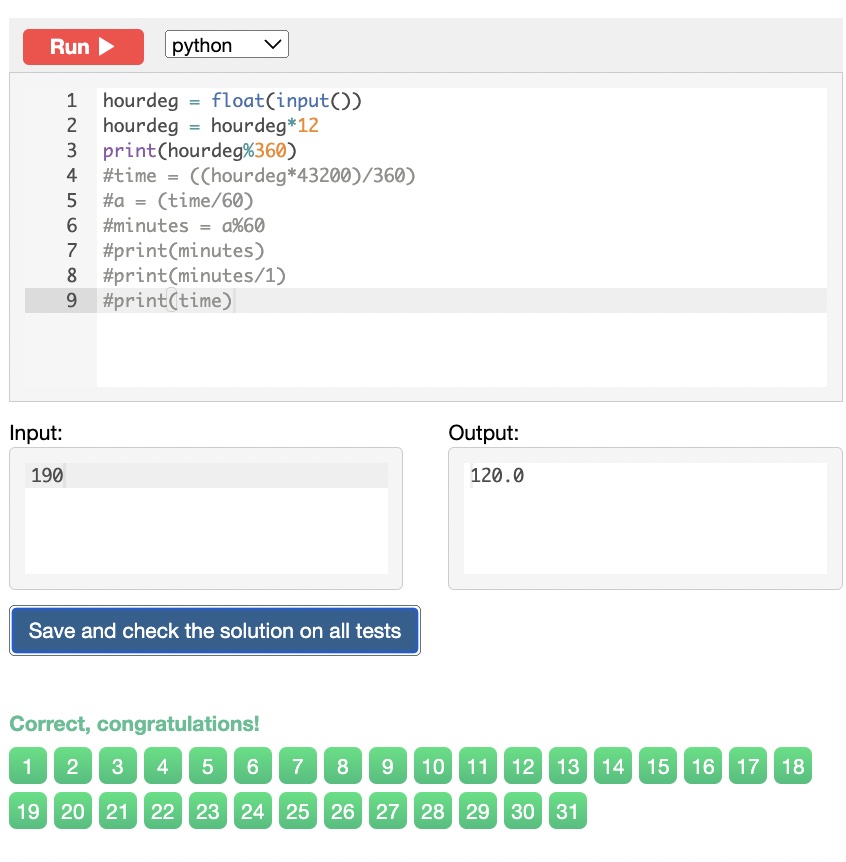 Run ▶ python
1 hourdeg = float(input())
2 hourdeg = hourdeg*12
3 print(hourdeg%360)
4 #time = ((hourdeg*43200)/360)
5 #a = (time/60)
6 #minutes = a%60
7 #print(minutes)
8 #print(minutes/1)
9 #print(time)
Input: Output:
190 120.0
Save and check the solution on all tests
Correct, congratulations!
1 2 3 4 5 6 7 8 9 10 11 12 13 14 15 16 17 18
19 20 21 22 23 24 25 26 27 28 29 30 31